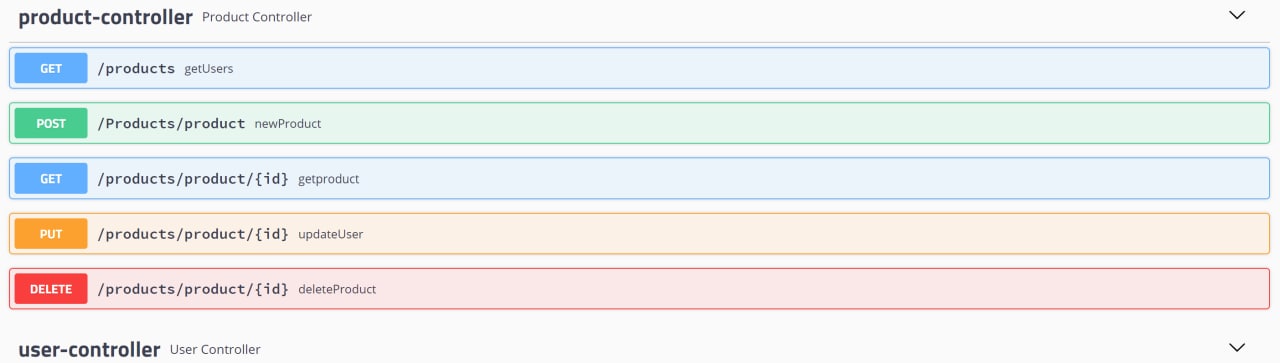 product-controller Product Controller
GET /products getUsers
POST /Products/product newProduct
GET /products/product/{id} getproduct
PUT /products/product/{id} updateUser
DELETE /products/product/{id} deleteProduct
user-controller User Controller